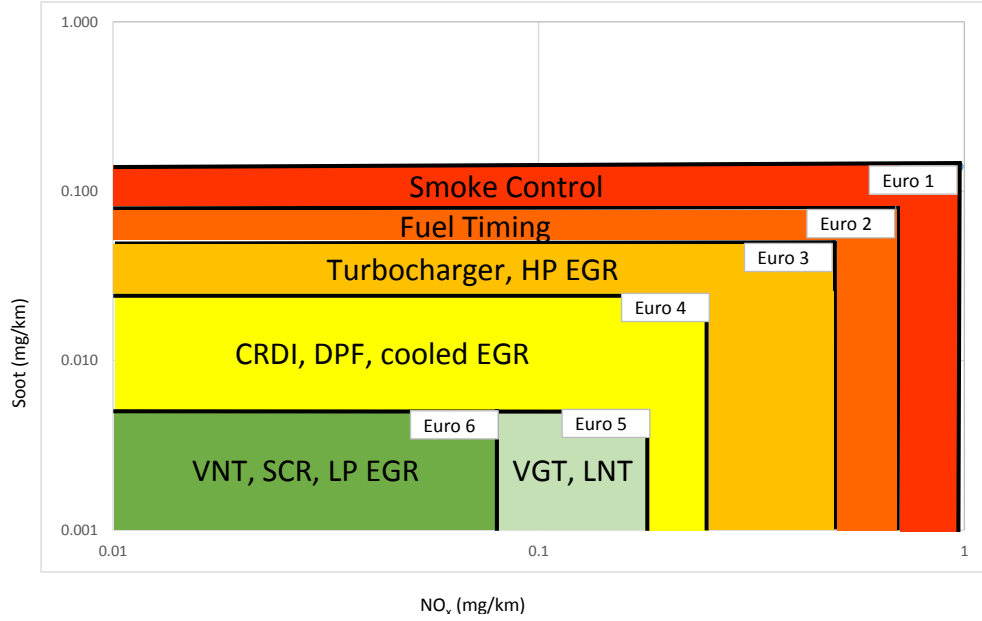 1.000
0.100
0.010
0.001
Soot (mg/km)
Smoke Control
Euro 1
Fuel Timing
Euro 2
Turbocharger, HP EGR
Euro 3
CRDI, DPF, cooled EGR
Euro 4
VNT, SCR, LP EGR
Euro 6
VGT, LNT
Euro 5
0.01
0.1
1
NOx (mg/km)